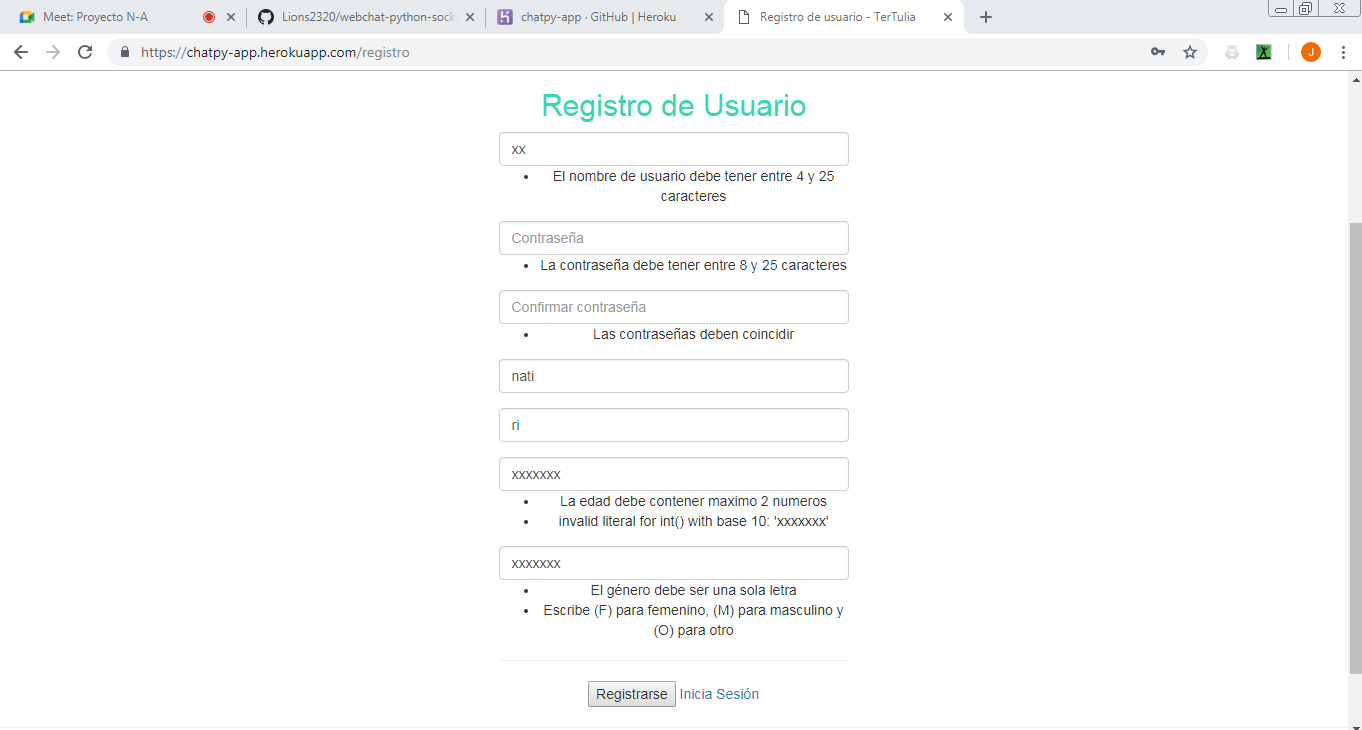 Meet: Proyecto N-A
Lions2320/webchat-python-sock
chatpy-app · GitHub | Heroku
Registro de usuario - TerTulia
https://chatpy-app.herokuapp.com/registro
J
Registro de Usuario
xx
• El nombre de usuario debe tener entre 4 y 25
caracteres
Contraseña
• La contraseña debe tener entre 8 y 25 caracteres
Confirmar contraseña
• Las contraseñas deben coincidir
nati
ri
xxxxxxx
• La edad debe contener maximo 2 numeros
• invalid literal for int() with base 10: 'xxxxxxx'
xxxxxxx
• El género debe ser una sola letra
• Escribe (F) para femenino, (M) para masculino y
(O) para otro
Registrarse Inicia Sesión